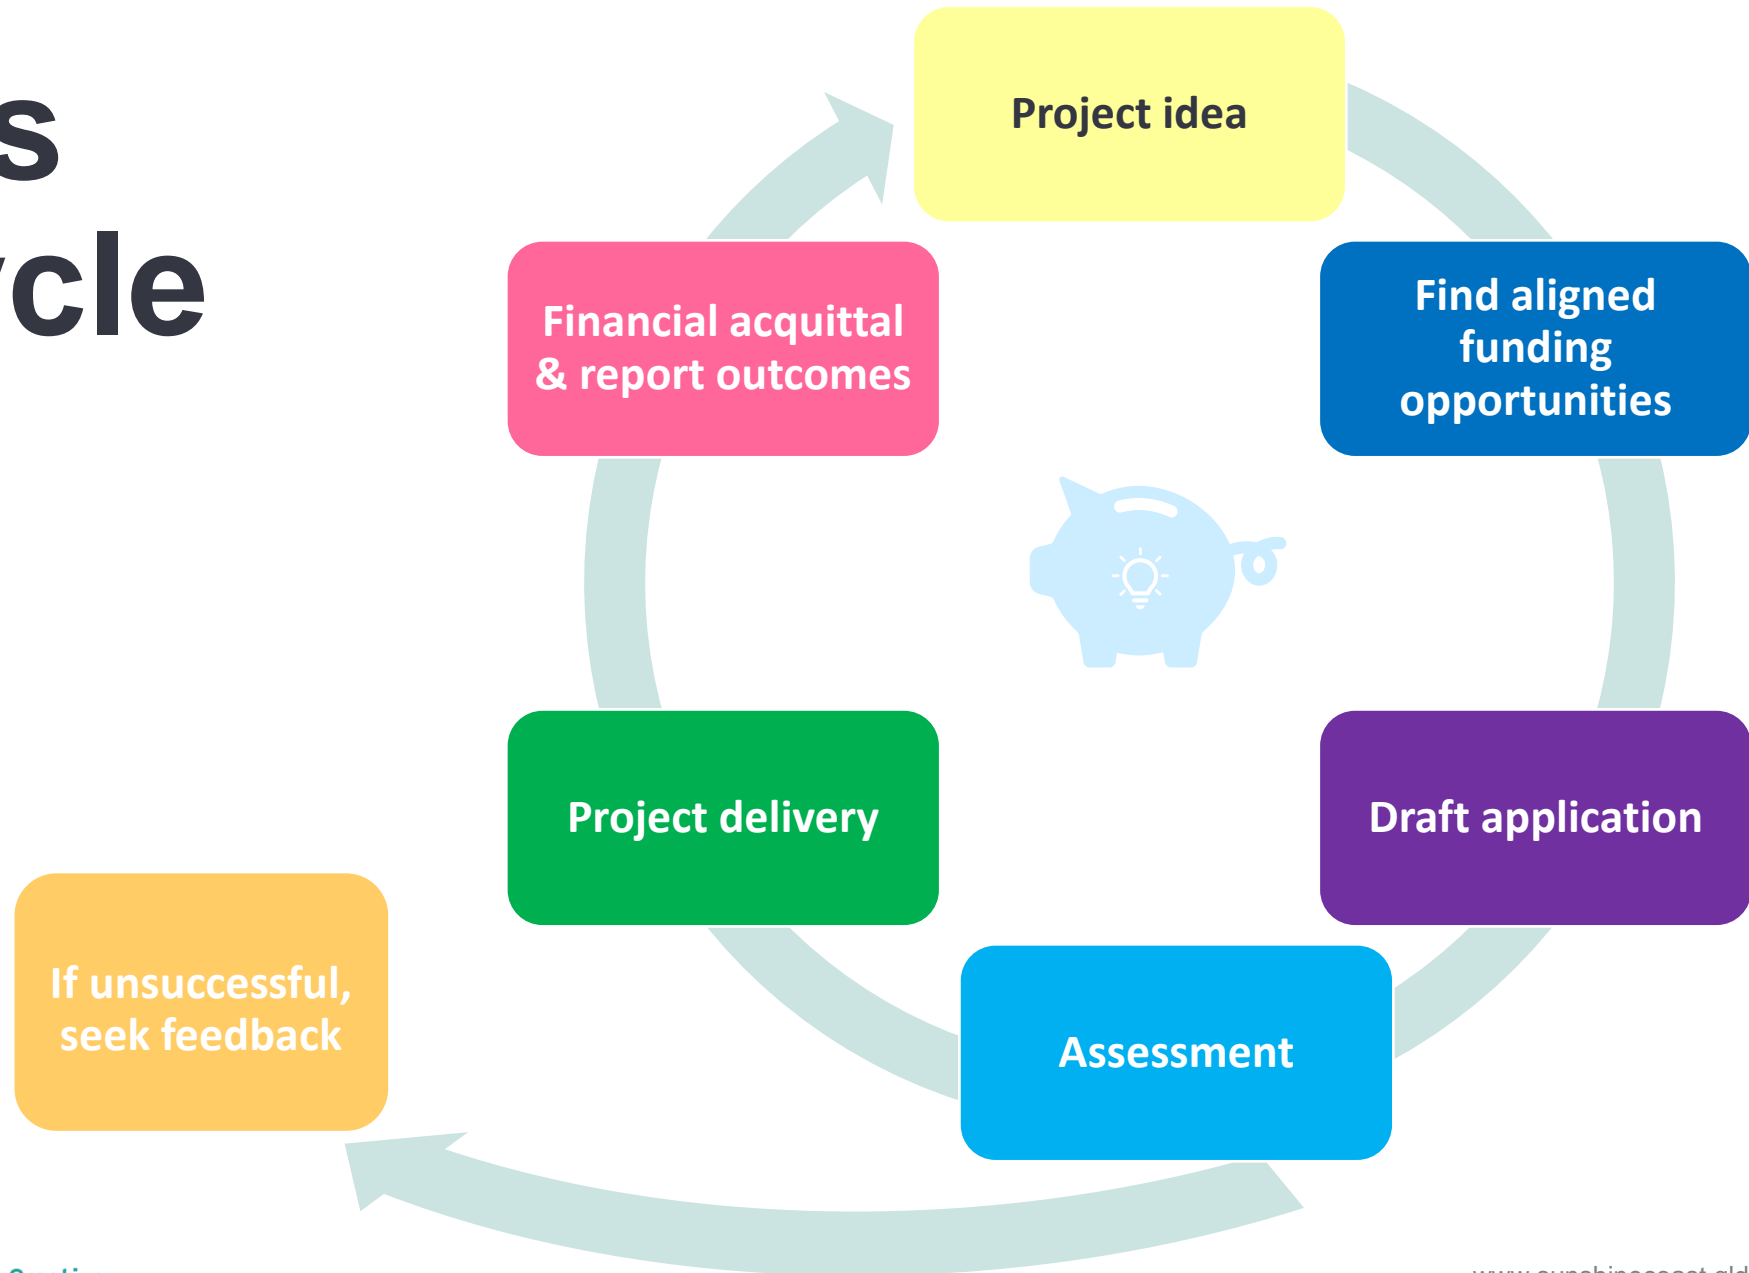 Project idea
Find aligned
funding
opportunities
Financial acquittal
& report outcomes
Project delivery
Draft application
If unsuccessful,
seek feedback
Assessment